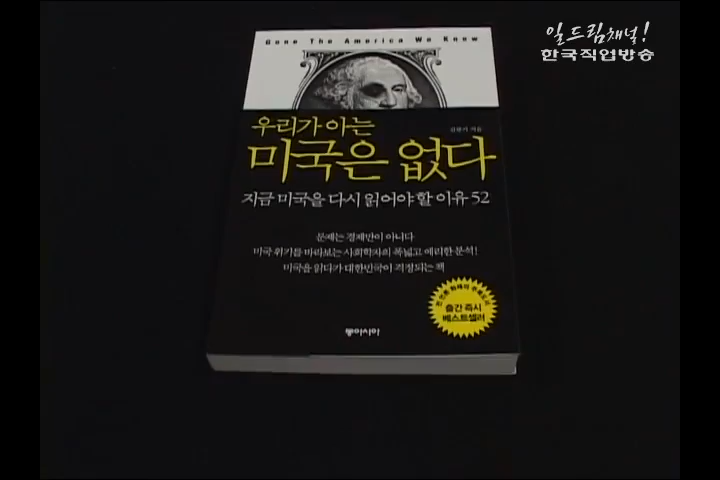 일드림채널!
한국직업방송
Gone The America We Know
우리가 아는
미국은 없다
지금 미국을 다시 읽어야 할 이유 52
문제는 경제만이 아니다
미국 위기를 바라보는 사회학자의 폭넓고 예리한 분석!
미국을 읽다가 대한민국이 걱정되는 책
출간 즉시
베스트셀러
동아시아